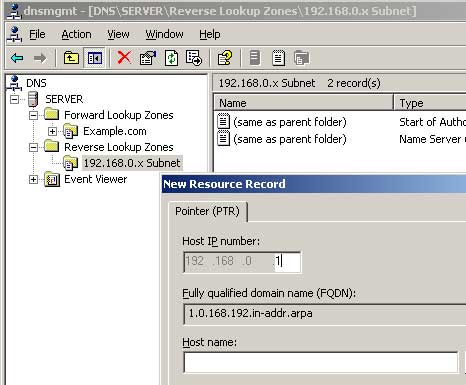 dnsmgmt - [DNS\SERVER\Reverse Lookup Zones\192.168.0.x Subnet]
File Action View Window Help
DNS
SERVER
Forward Lookup Zones
Example.com
Reverse Lookup Zones
192.168.0.x Subnet
Event Viewer
192.168.0.x Subnet 2 record(s)
Name Type
(same as parent folder) Start of Autho
(same as parent folder) Name Server
New Resource Record
Pointer (PTR)
Host IP number:
192 .168 .0 1
Fully qualified domain name (FQDN):
1.0.168.192.in-addr.arpa
Host name: